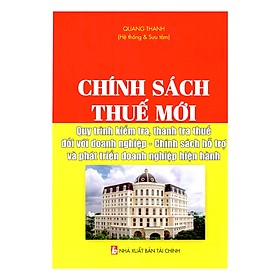 QUANG THANH
(Hệ thống & Sưu tầm)
CHÍNH SÁCH
THUẾ MỚI
Quy trình kiểm tra, thanh tra thuế
đối với doanh nghiệp - Chính sách hỗ trợ
và phát triển doanh nghiệp hiện hành
NHÀ XUẤT BẢN TÀI CHÍNH